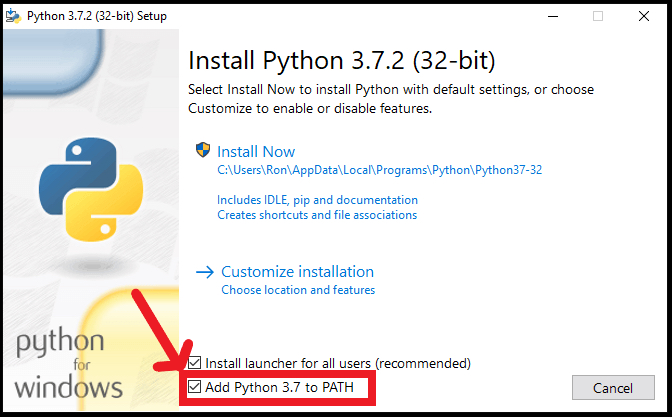 Python 3.7.2 (32-bit) Setup
Install Python 3.7.2 (32-bit)
Select Install Now to install Python with default settings, or choose
Customize to enable or disable features.
Install Now
C:\Users\Ron\AppData\Local\Programs\Python\Python37-32
Includes IDLE, pip and documentation
Creates shortcuts and file associations
Customize installation
Choose location and features
python
for
windows
Install launcher for all users (recommended)
Add Python 3.7 to PATH
Cancel